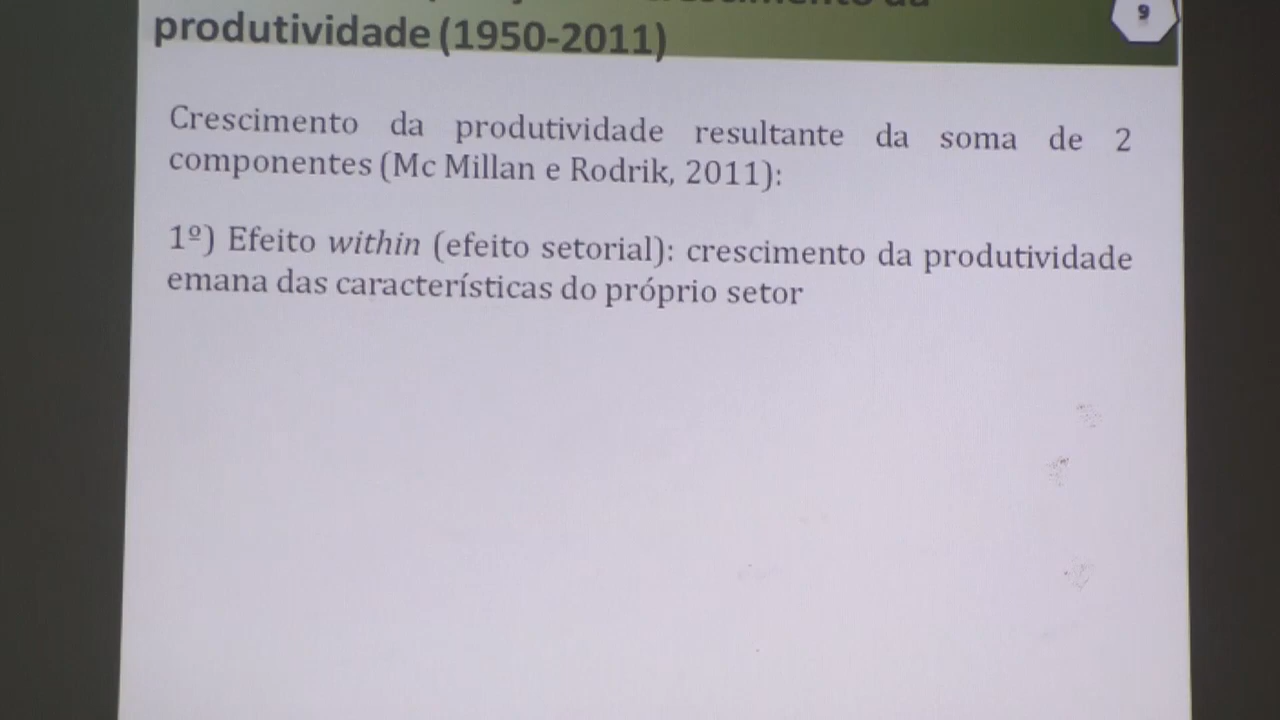 9
produtividade (1950-2011)
Crescimento da produtividade resultante da soma de 2
componentes (Mc Millan e Rodrik, 2011):
1º) Efeito within (efeito setorial): crescimento da produtividade
emana das características do próprio setor